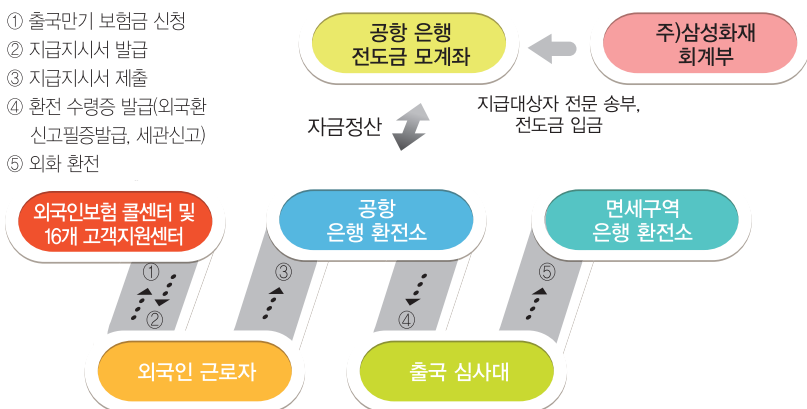 ① 출국만기 보험금 신청
② 지급지시서 발급
③ 지급지시서 제출
④ 환전 수령증 발급(외국환
신고필증발급, 세관신고)
⑤ 외화 환전
공항 은행
전도금 모계좌
주)삼성화재
회계부
자금정산
지급대상자 전문 송부,
전도금 입금
외국인보험 콜센터 및
16개 고객지원센터
공항
은행 환전소
면세구역
은행 환전소
①
②
③
④
⑤
외국인 근로자
출국 심사대